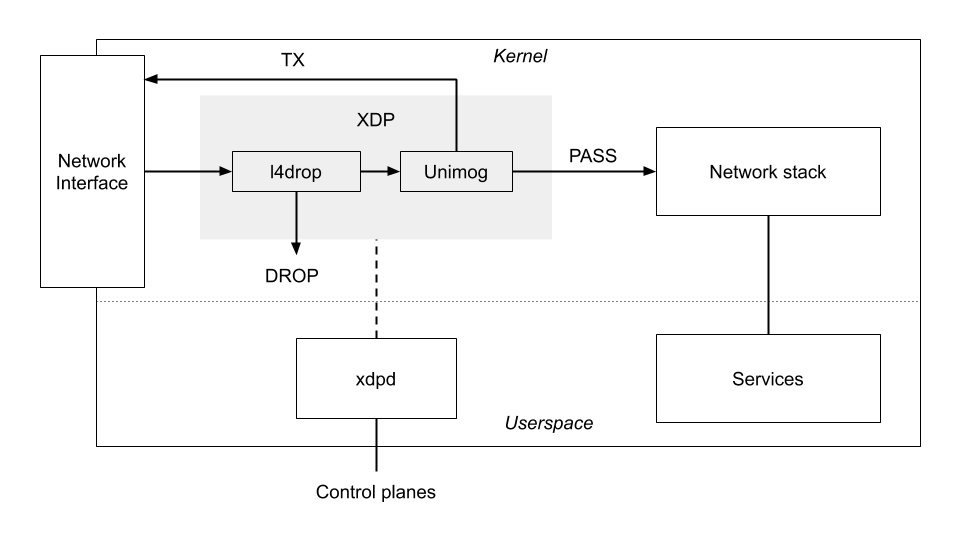 Kernel
TX
XDP
Network
Interface
l4drop
Unimog
PASS
Network stack
DROP
xdpd
Services
Userspace
Control planes